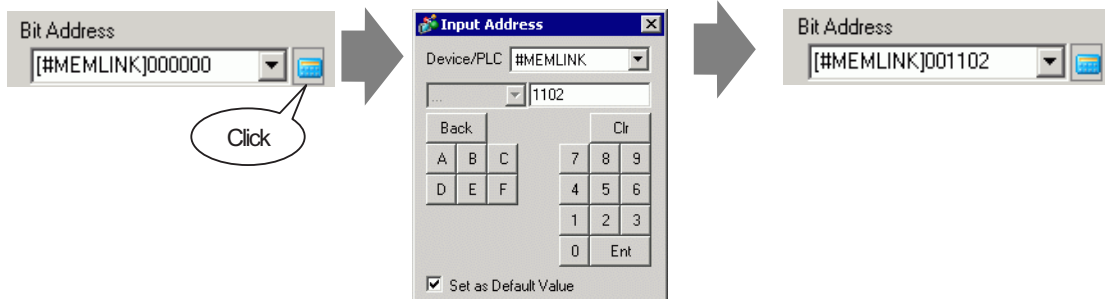 Bit Address
[#MEMLINK]000000
Click
Input Address
Device/PLC #MEMLINK
... 1102
Back Clr
A B C 7 8 9
D E F 4 5 6
1 2 3
0 Ent
Set as Default Value
Bit Address
[#MEMLINK]001102